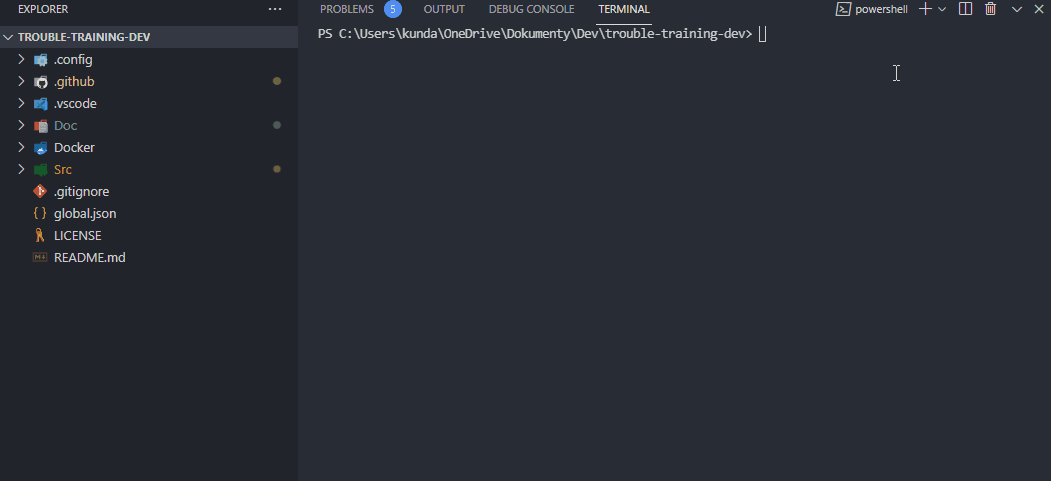 EXPLORER
TROUBLE-TRAINING-DEV
.config
.github
.vscode
Doc
Docker
Src
.gitignore
{ } global.json
LICENSE
M↓ README.md
PROBLEMS 5 OUTPUT DEBUG CONSOLE TERMINAL powershell
PS C:\Users\kunda\OneDrive\Dokumenty\Dev\trouble-training-dev>